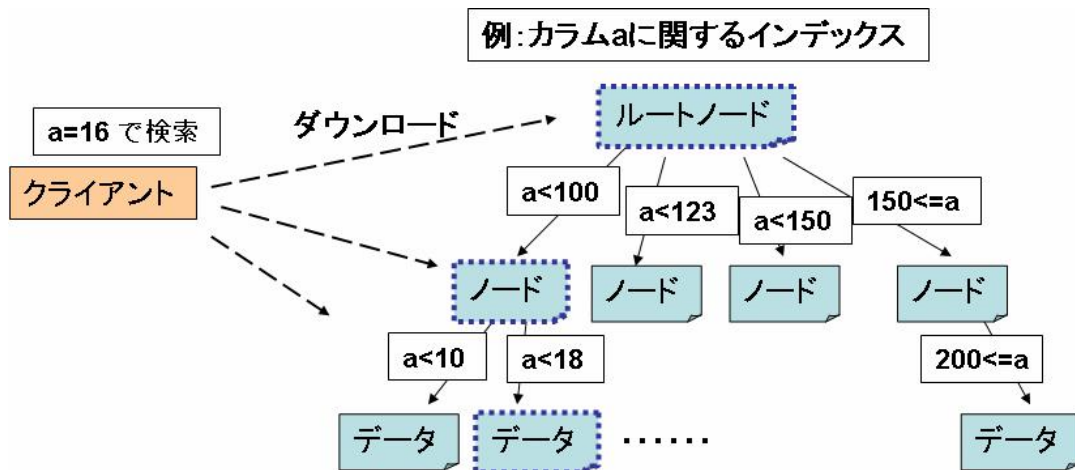 例:カラムaに関するインデックス
a=16 で検索
ダウンロード
ルートノード
クライアント
a<100
a<123
a<150
150<=a
ノード
ノード
ノード
ノード
a<10
a<18
200<=a
データ
データ
‥‥‥
データ